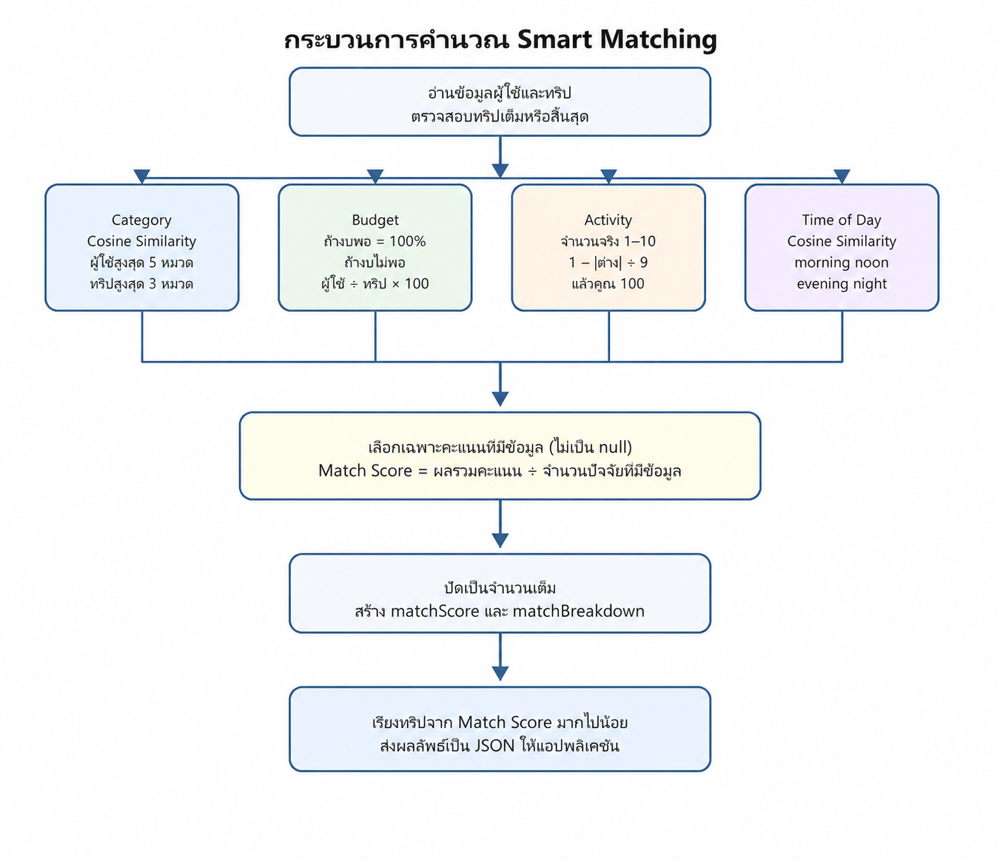 กระบวนการคำนวณ Smart Matching
อ่านข้อมูลผู้ใช้และทริป
ตรวจสอบทริปเต็มหรือสิ้นสุด
Category
Cosine Similarity
ผู้ใช้สูงสุด 5 หมวด
ทริปสูงสุด 3 หมวด
Budget
ถ้างบพอ = 100%
ถ้างบไม่พอ
ผู้ใช้ ÷ ทริป × 100
Activity
จำนวนจริง 1–10
1 − |ต่าง| ÷ 9
แล้วคูณ 100
Time of Day
Cosine Similarity
morning noon
evening night
เลือกเฉพาะคะแนนที่มีข้อมูล (ไม่เป็น null)
Match Score = ผลรวมคะแนน ÷ จำนวนปัจจัยที่มีข้อมูล
ปัดเป็นจำนวนเต็ม
สร้าง matchScore และ matchBreakdown
เรียงทริปจาก Match Score มากไปน้อย
ส่งผลลัพธ์เป็น JSON ให้แอปพลิเคชัน